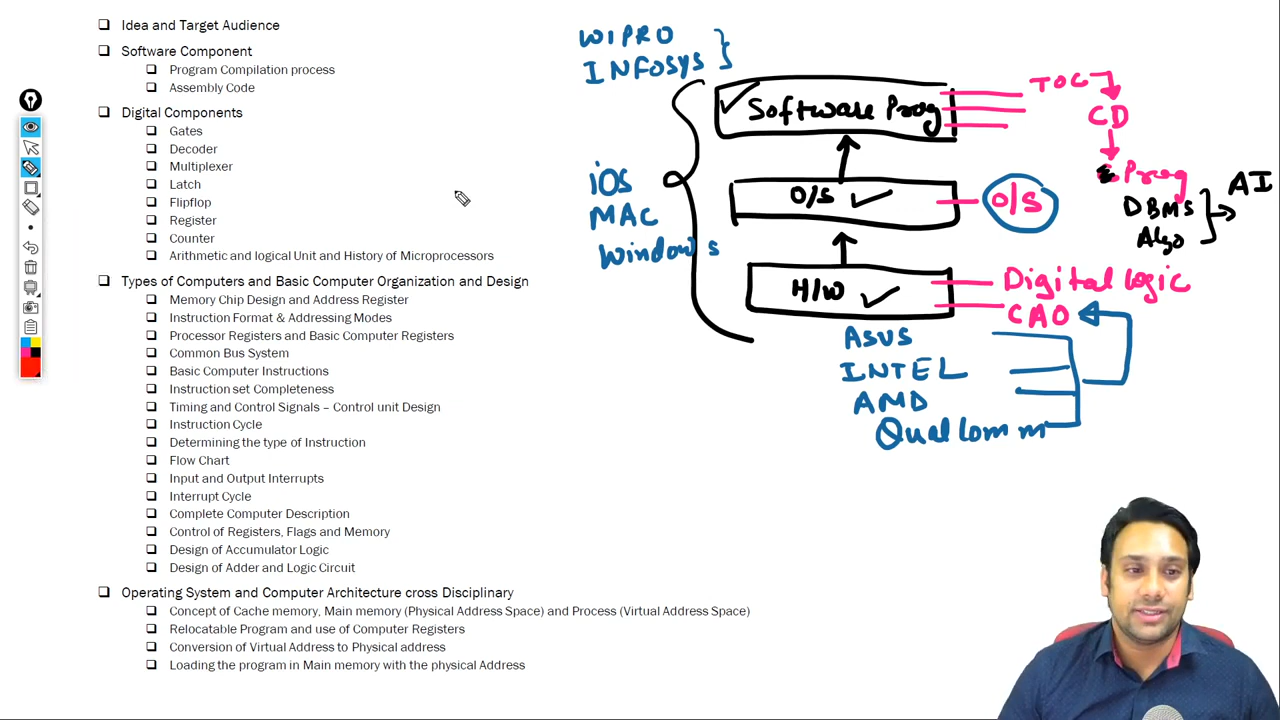 Idea and Target Audience
Software Component
Program Compilation process
Assembly Code
Digital Components
Gates
Decoder
Multiplexer
Latch
Flipflop
Register
Counter
Arithmetic and logical Unit and History of Microprocessors
Types of Computers and Basic Computer Organization and Design
Memory Chip Design and Address Register
Instruction Format & Addressing Modes
Processor Registers and Basic Computer Registers
Common Bus System
Basic Computer Instructions
Instruction set Completeness
Timing and Control Signals – Control unit Design
Instruction Cycle
Determining the type of Instruction
Flow Chart
Input and Output Interrupts
Interrupt Cycle
Complete Computer Description
Control of Registers, Flags and Memory
Design of Accumulator Logic
Design of Adder and Logic Circuit
Operating System and Computer Architecture cross Disciplinary
Concept of Cache memory, Main memory (Physical Address Space) and Process (Virtual Address Space)
Relocatable Program and use of Computer Registers
Conversion of Virtual Address to Physical address
Loading the program in Main memory with the physical Address
WIPRO
INFOSYS
Software Prog
TOC
CD
Prog
DBMS
Algo
AI
iOS
MAC
Windows
O/S
O/S
H/W
Digital logic
CAO
ASUS
INTEL
AMD
Qualcomm